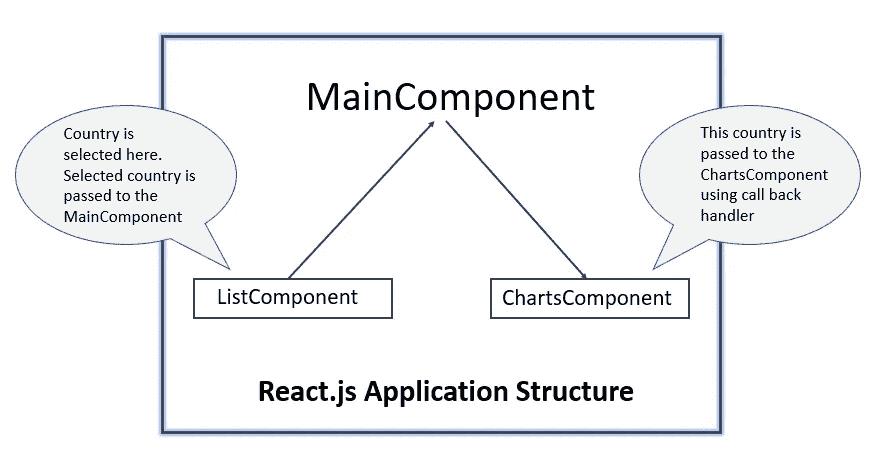 MainComponent
Country is
selected here.
Selected country is
passed to the
MainComponent
This country is
passed to the
ChartsComponent
using call back
handler
ListComponent
ChartsComponent
React.js Application Structure